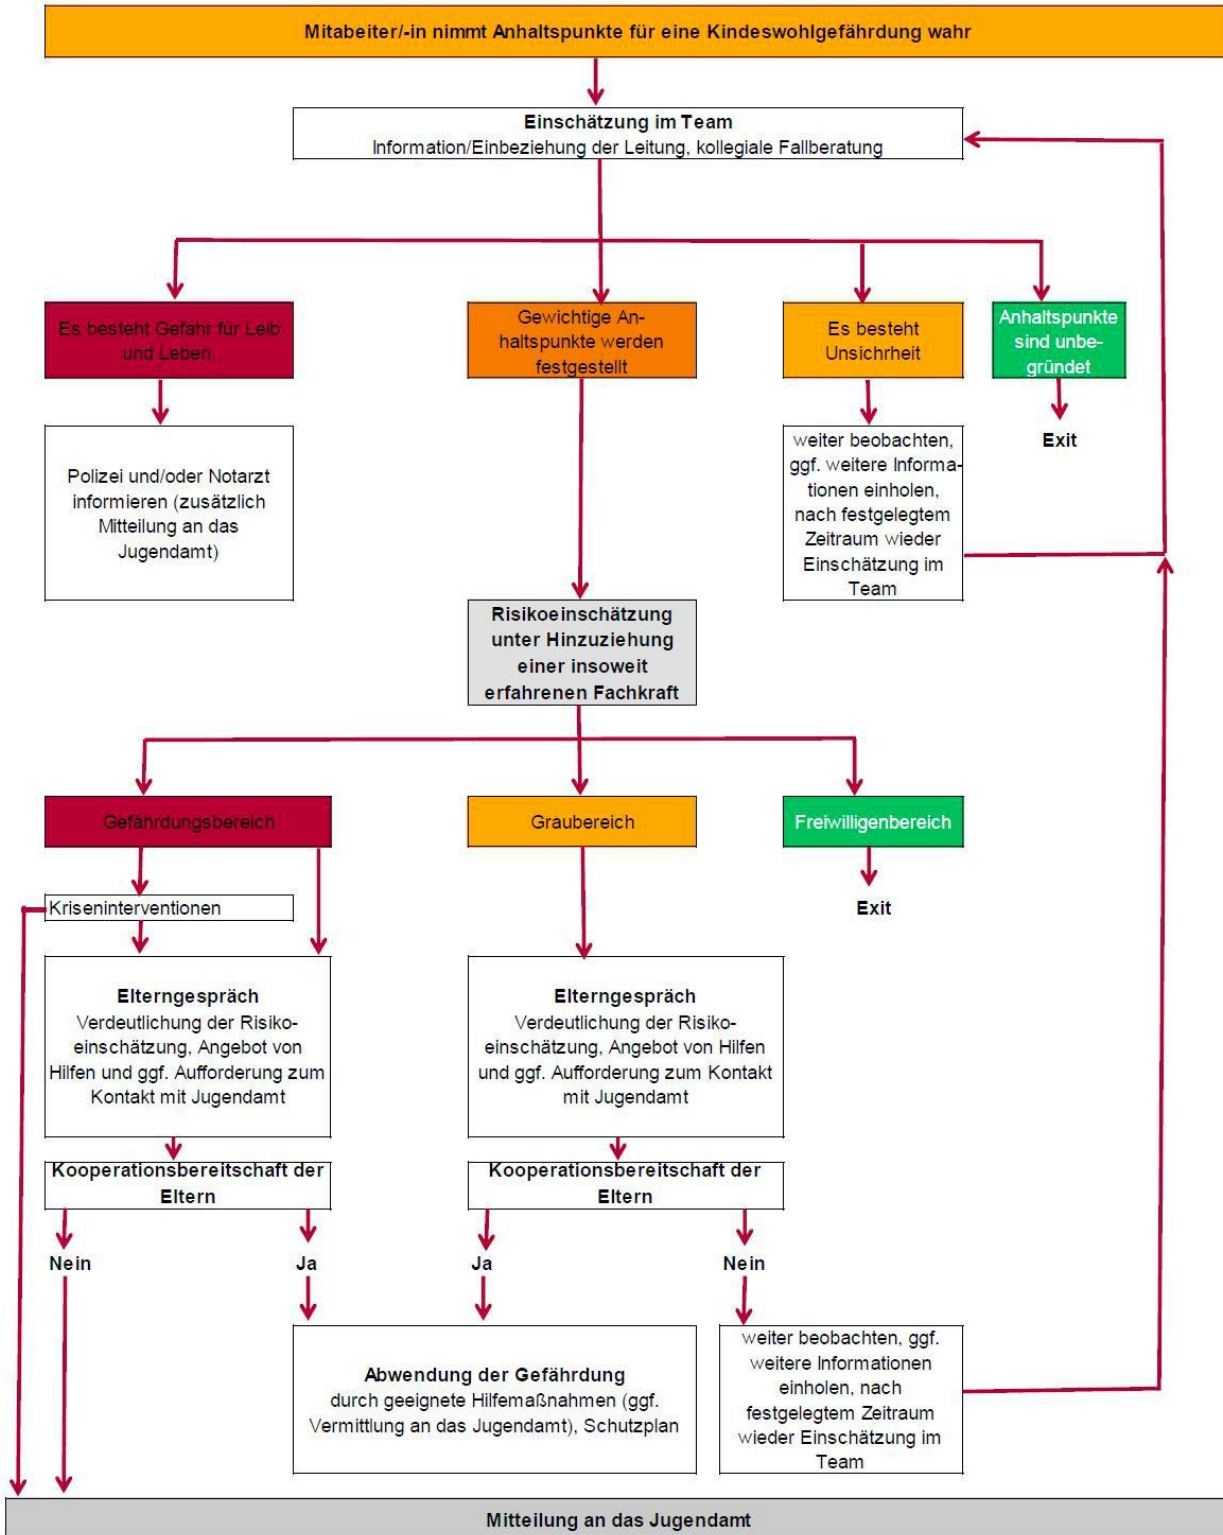 Mitabeiter/-in nimmt Anhaltspunkte für eine Kindeswohlgefährdung wahr
Einschätzung im Team
Information/Einbeziehung der Leitung, kollegiale Fallberatung
Es besteht Gefahr für Leib
und Leben.
Gewichtige An-
haltspunkte werden
festgestellt
Es besteht
Unsichrheit
Anhaltspunkte
sind unbe-
gründet
Polizei und/oder Notarzt
informieren (zusätzlich
Mitteilung an das
Jugendamt)
weiter beobachten,
ggf. weitere Informa-
tionen einholen,
nach festgelegtem
Zeitraum wieder
Einschätzung im
Team
Exit
Risikoeinschätzung
unter Hinzuziehung
einer insoweit
erfahrenen Fachkraft
Gefährdungsbereich
Graubereich
Freiwilligenbereich
Kriseninterventionen
Exit
Elterngespräch
Verdeutlichung der Risiko-
einschätzung, Angebot von
Hilfen und ggf. Aufforderung zum
Kontakt mit Jugendamt
Elterngespräch
Verdeutlichung der Risiko-
einschätzung, Angebot von Hilfen
und ggf. Aufforderung zum Kontakt
mit Jugendamt
Kooperationsbereitschaft der
Eltern
Kooperationsbereitschaft der
Eltern
Nein
Ja
Ja
Nein
Abwendung der Gefährdung
durch geeignete Hilfemaßnahmen (ggf.
Vermittlung an das Jugendamt), Schutzplan
weiter beobachten, ggf.
weitere Informationen
einholen, nach
festgelegtem Zeitraum
wieder Einschätzung im
Team
Mitteilung an das Jugendamt